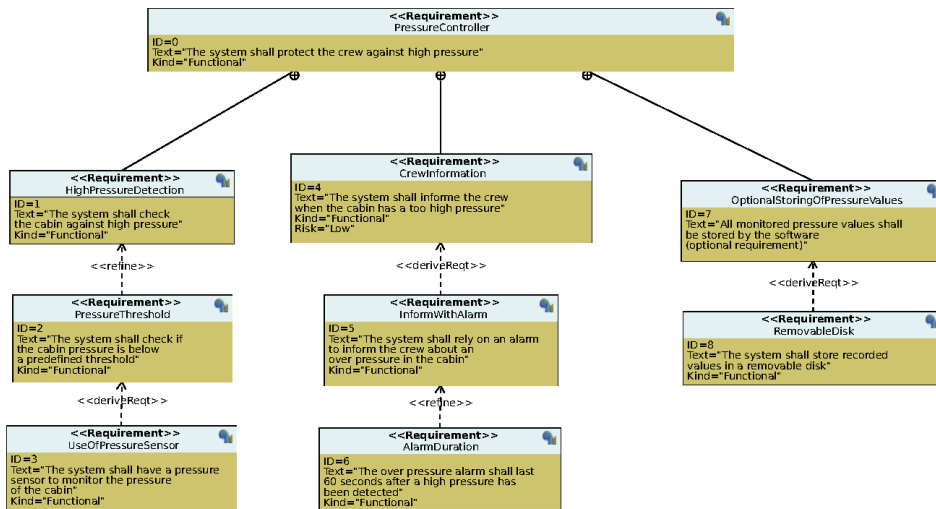 <<Requirement>>
PressureController
ID=0
Text="The system shall protect the crew against high pressure"
Kind="Functional"
<<Requirement>>
HighPressureDetection
ID=1
Text="The system shall check
the cabin against high pressure"
Kind="Functional"
<<refine>>
<<Requirement>>
PressureThreshold
ID=2
Text="The system shall check if
the cabin pressure is below
a predefined threshold"
Kind="Functional"
<<deriveReqt>>
<<Requirement>>
UseOfPressureSensor
ID=3
Text="The system shall have a pressure
sensor to monitor the pressure
of the cabin"
Kind="Functional"
<<Requirement>>
CrewInformation
ID=4
Text="The system shall informe the crew
when the cabin has a too high pressure"
Kind="Functional"
Risk="Low"
<<deriveReqt>>
<<Requirement>>
InformWithAlarm
ID=5
Text="The system shall rely on an alarm
to inform the crew about an
over pressure in the cabin"
Kind="Functional"
<<refine>>
<<Requirement>>
AlarmDuration
ID=6
Text="The over pressure alarm shall last
60 seconds after a high pressure has
been detected"
Kind="Functional"
<<Requirement>>
OptionalStoringOfPressureValues
ID=7
Text="All monitored pressure values shall
be stored by the software
(optional requirement)"
<<deriveReqt>>
<<Requirement>>
RemovableDisk
ID=8
Text="The system shall store recorded
values in a removable disk"
Kind="Functional"